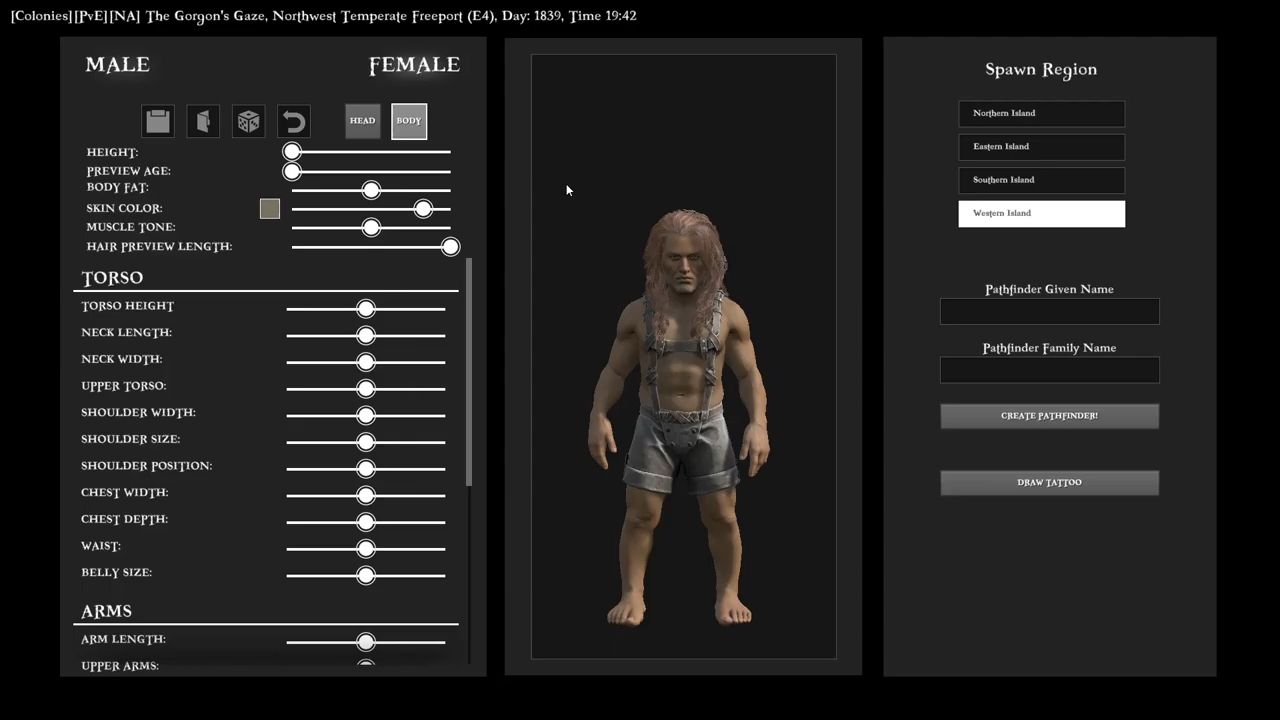 [Colonies][PvE][NA] The Gorgon's Gaze, Northwest Temperate Freeport (E4), Day: 1839, Time 19:42
MALE
FEMALE
HEAD
BODY
HEIGHT:
PREVIEW AGE:
BODY FAT:
SKIN COLOR:
MUSCLE TONE:
HAIR PREVIEW LENGTH:
TORSO
TORSO HEIGHT
NECK LENGTH:
NECK WIDTH:
UPPER TORSO:
SHOULDER WIDTH:
SHOULDER SIZE:
SHOULDER POSITION:
CHEST WIDTH:
CHEST DEPTH:
WAIST:
BELLY SIZE:
ARMS
ARM LENGTH:
UPPER ARMS:
Spawn Region
Northern Island
Eastern Island
Southern Island
Western Island
Pathfinder Given Name
Pathfinder Family Name
CREATE PATHFINDER!
DRAW TATTOO